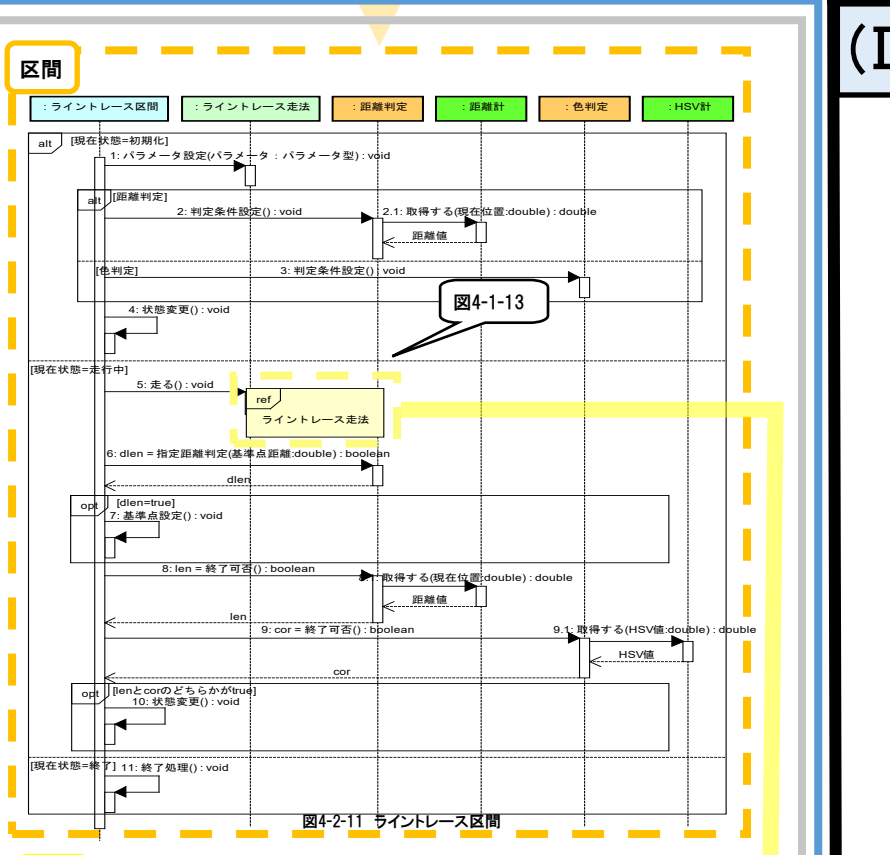 区間
(I
: ライントレース区間
: ライントレース走法
: 距離判定
: 距離計
: 色判定
: HSV計
alt
[現在状態=初期化]
1: パラメータ設定(パラメータ : パラメータ型) : void
alt
[距離判定]
2: 判定条件設定() : void
2.1: 取得する(現在位置:double) : double
距離値
[色判定]
3: 判定条件設定() : void
4: 状態変更() : void
図4-1-13
[現在状態=走行中]
5: 走る() : void
ref
ライントレース走法
6: dlen = 指定距離判定(基準点距離:double) : boolean
dlen
opt
[dlen=true]
7: 基準点設定() : void
8: len = 終了可否() : boolean
8.1: 取得する(現在位置:double) : double
距離値
len
9: cor = 終了可否() : boolean
9.1: 取得する(HSV値:double) : double
HSV値
cor
opt
[lenとcorのどちらかがtrue]
10: 状態変更() : void
[現在状態=終了]
11: 終了処理() : void
図4-2-11 ライントレース区間